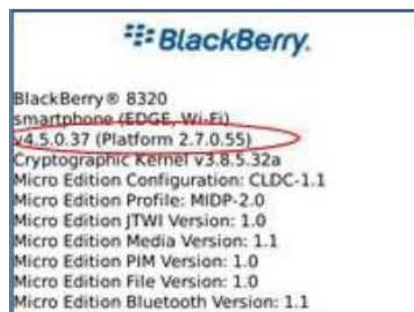 BlackBerry.
BlackBerry® 8320
smartphone (EDGE, Wi-Fi)
v4.5.0.37 (Platform 2.7.0.55)
Cryptographic Kernel v3.8.5.32a
Micro Edition Configuration: CLDC-1.1
Micro Edition Profile: MIDP-2.0
Micro Edition JTWI Version: 1.0
Micro Edition Media Version: 1.1
Micro Edition PIM Version: 1.0
Micro Edition File Version: 1.0
Micro Edition Bluetooth Version: 1.1